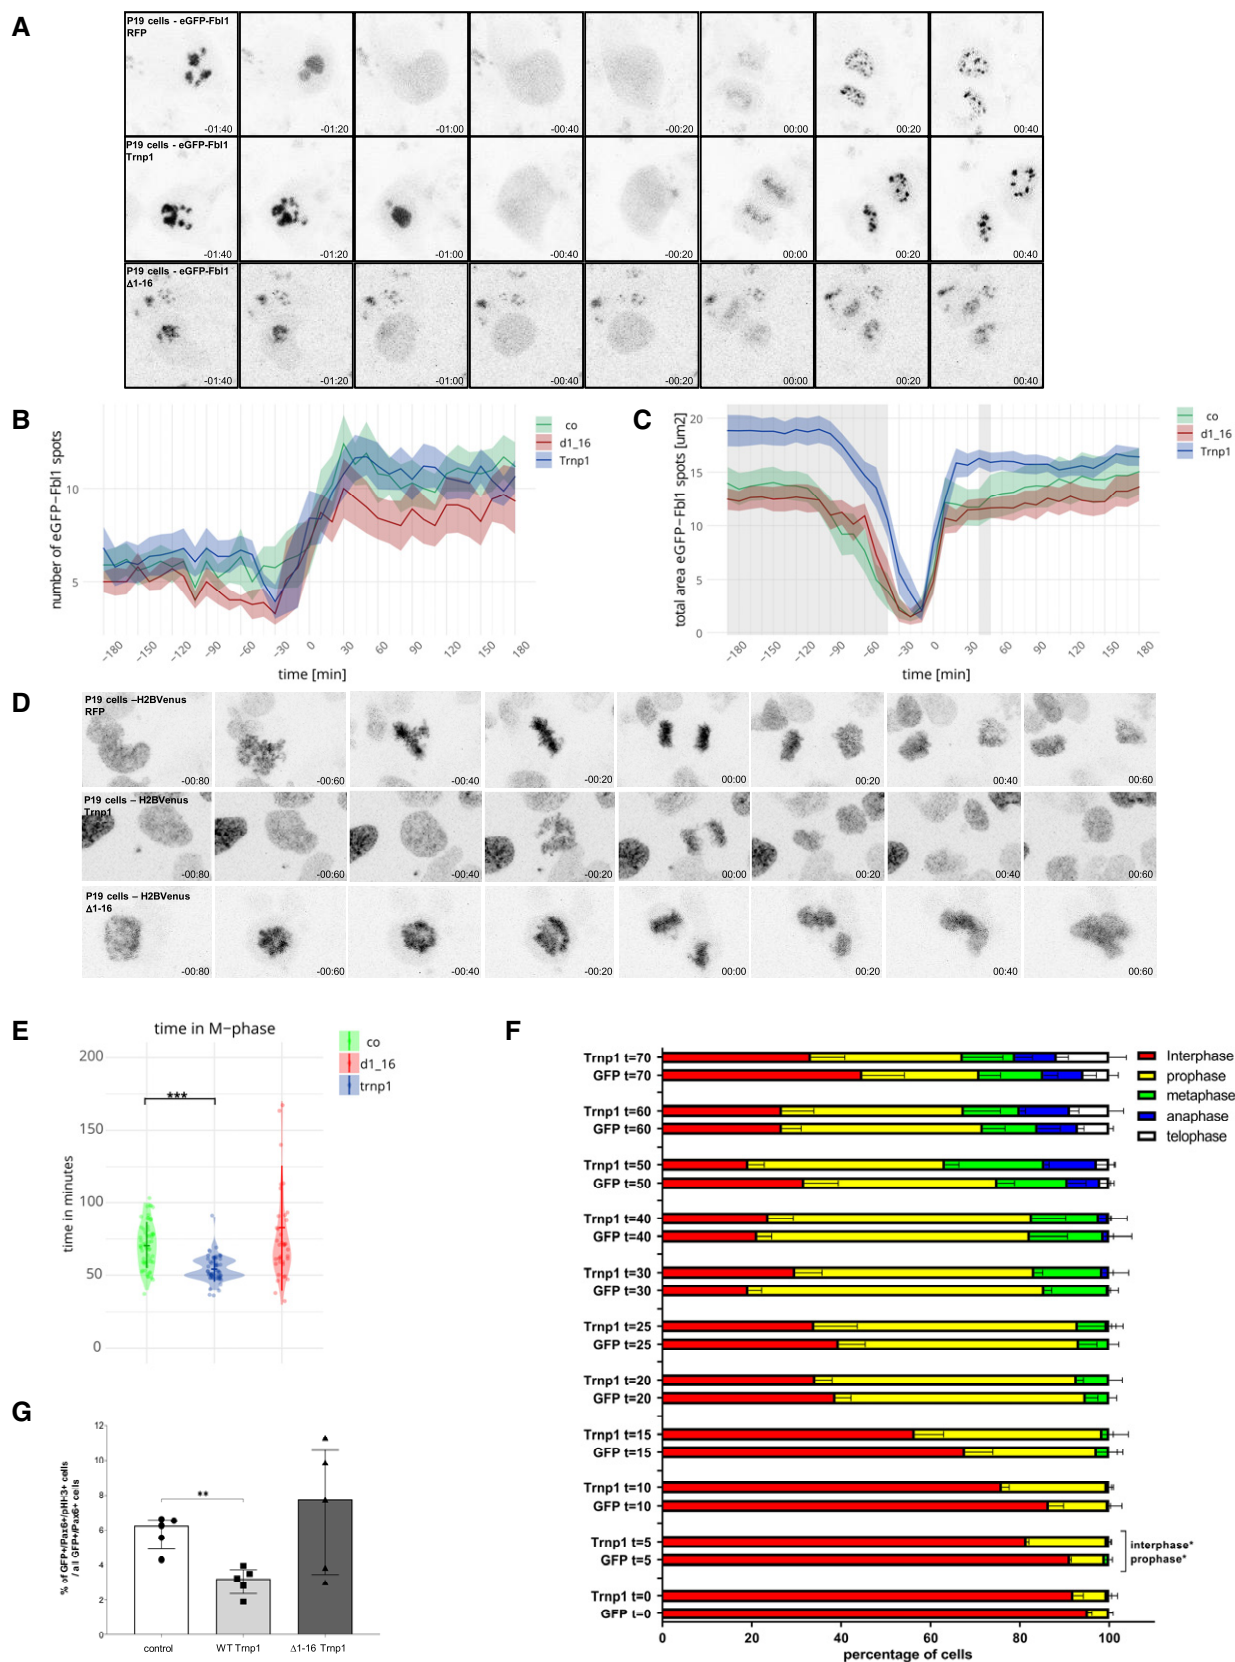 A
P19 cells - eGFP-Fbl1
RFP
-01:40
-01:20
-01:00
-00:40
-00:20
00:00
00:20
00:40
P19 cells - eGFP-Fbl1
Trnp1
-01:40
-01:20
-01:00
-00:40
-00:20
00:00
00:20
00:40
P19 cells - eGFP-Fbl1
Δ1-16
-01:40
-01:20
-01:00
-00:40
-00:20
00:00
00:20
00:40
B
number of eGFP−Fbl1 spots
10
5
−180
−150
−120
−90
−60
−30
0
30
60
90
120
150
180
time [min]
co
d1_16
Trnp1
C
total area eGFP−Fbl1 spots [um2]
20
15
10
5
0
−180
−150
−120
−90
−60
−30
0
30
60
90
120
150
180
time [min]
co
d1_16
Trnp1
D
P19 cells –H2BVenus
RFP
-00:80
-00:60
-00:40
-00:20
00:00
00:20
00:40
00:60
P19 cells – H2BVenus
Trnp1
-00:80
-00:60
-00:40
-00:20
00:00
00:20
00:40
00:60
P19 cells – H2BVenus
Δ1-16
-00:80
-00:60
-00:40
-00:20
00:00
00:20
00:40
00:60
E
time in M−phase
time in minutes
200
150
100
50
0
***
co
d1_16
trnp1
F
Trnp1 t=70
GFP t=70
Trnp1 t=60
GFP t=60
Trnp1 t=50
GFP t=50
Trnp1 t=40
GFP t=40
Trnp1 t=30
GFP t=30
Trnp1 t=25
GFP t=25
Trnp1 t=20
GFP t=20
Trnp1 t=15
GFP t=15
Trnp1 t=10
GFP t=10
Trnp1 t=5
GFP t=5
Trnp1 t=0
GFP t=0
interphase*
prophase*
0
20
40
60
80
100
percentage of cells
Interphase
prophase
metaphase
anaphase
telophase
G
% of GFP+/Pax6+/pHH3+ cells
/ all GFP+/Pax6+ cells
12
10
8
6
4
2
0
**
control
WT Trnp1
Δ1-16 Trnp1